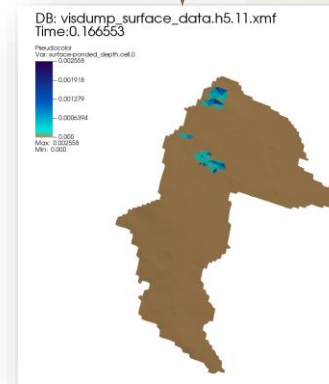 DB: visdump_surface_data.h5.11.xmf
Time:0.166553
Pseudocolor
Var: surface-ponded_depth.cell.0
0.002558
0.001918
0.001279
0.0006394
0.000
Max: 0.002558
Min: 0.000